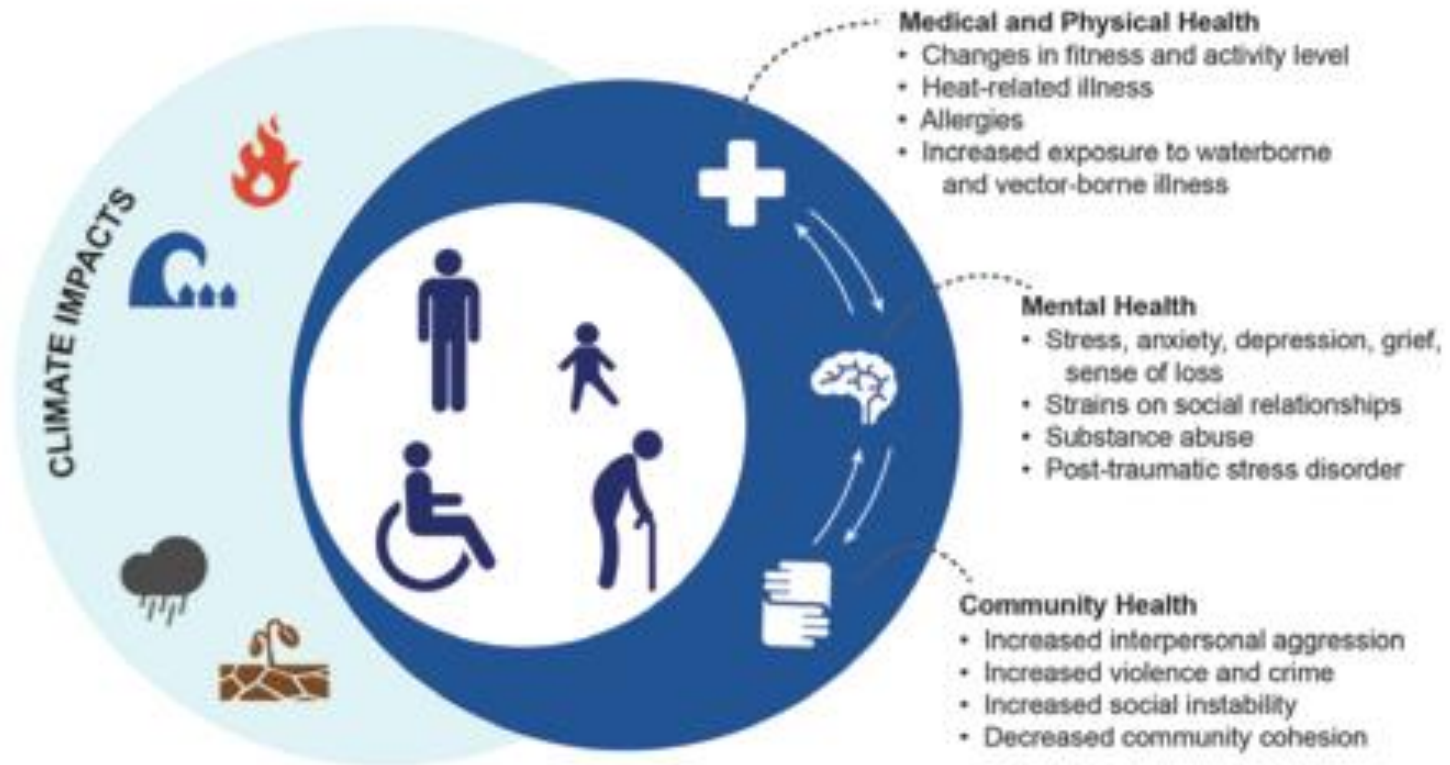 CLIMATE IMPACTS
Medical and Physical Health
• Changes in fitness and activity level
• Heat-related illness
• Allergies
• Increased exposure to waterborne
and vector-borne illness
Mental Health
• Stress, anxiety, depression, grief,
sense of loss
• Strains on social relationships
• Substance abuse
• Post-traumatic stress disorder
Community Health
• Increased interpersonal aggression
• Increased violence and crime
• Increased social instability
• Decreased community cohesion